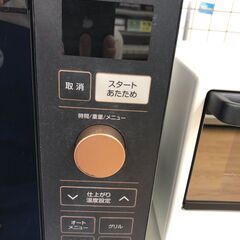 取消
スタート
あたため
時間/重量/メニュー
仕上がり
温度設定
オート
メニュー
グリル